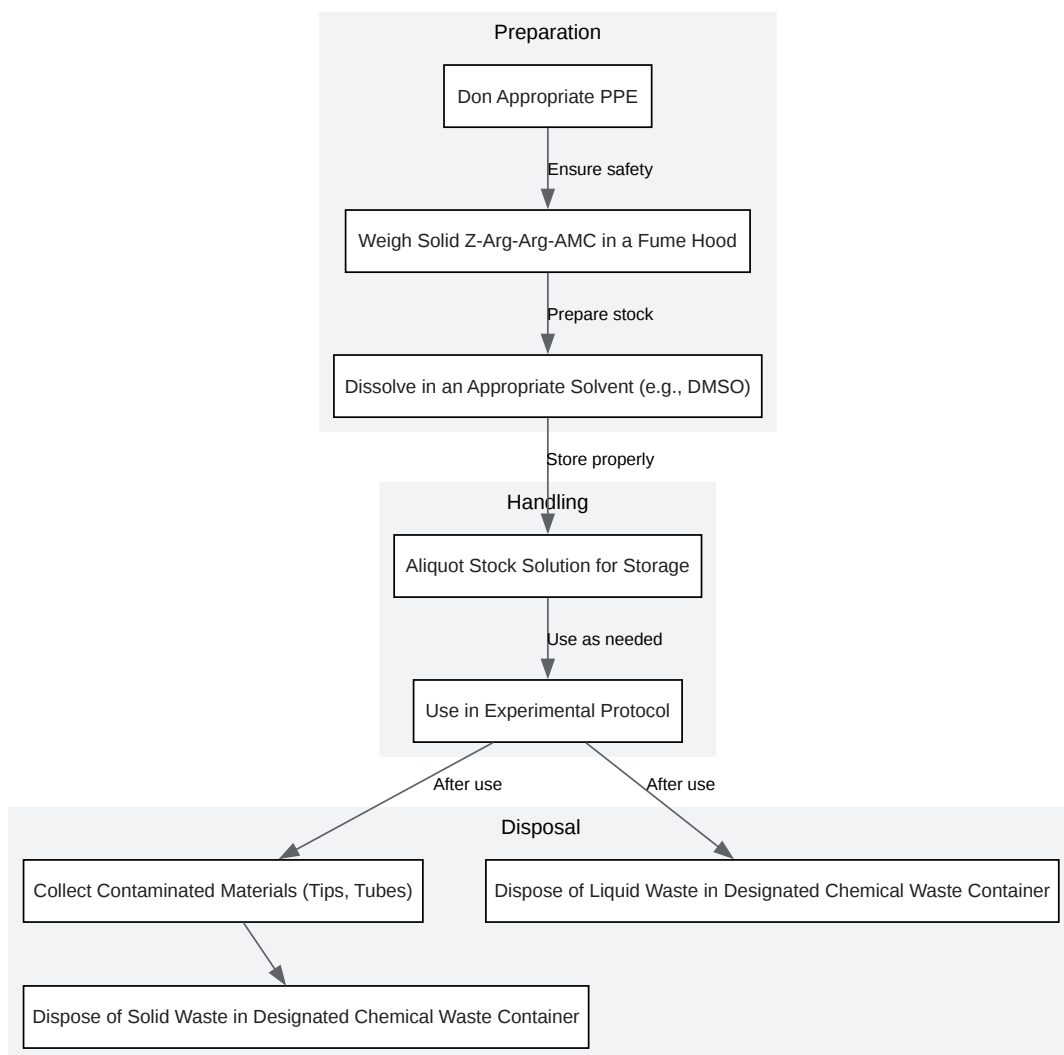 Preparation
Don Appropriate PPE
Ensure safety
Weigh Solid Z-Arg-Arg-AMC in a Fume Hood
Prepare stock
Dissolve in an Appropriate Solvent (e.g., DMSO)
Store properly
Handling
Aliquot Stock Solution for Storage
Use as needed
Use in Experimental Protocol
After use
After use
Disposal
Collect Contaminated Materials (Tips, Tubes)
Dispose of Liquid Waste in Designated Chemical Waste Container
Dispose of Solid Waste in Designated Chemical Waste Container